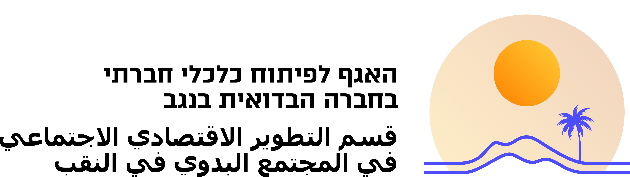 האגף לפיתוח כלכלי חברתי
בחברה הבדואית בנגב
قسم التطوير الاقتصادي الاجتماعي
في المجتمع البدوي في النقب